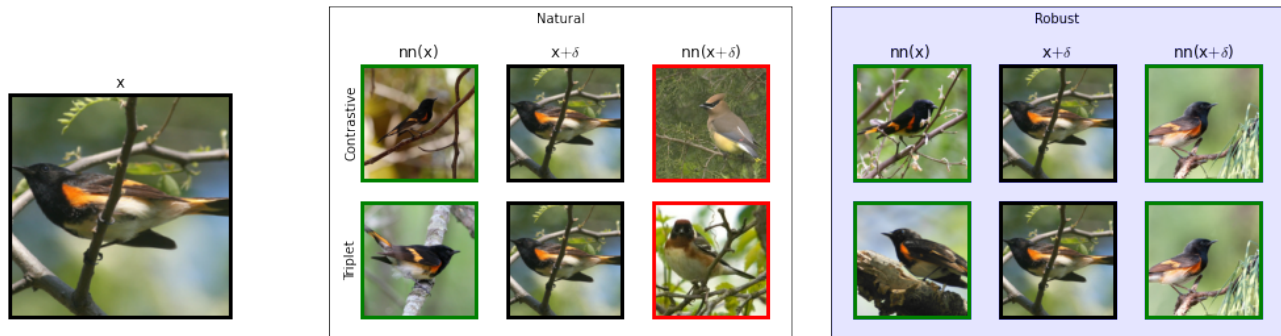 Natural
Robust
nn(x)
x+δ
nn(x+δ)
nn(x)
x+δ
nn(x+δ)
x
Contrastive
Triplet